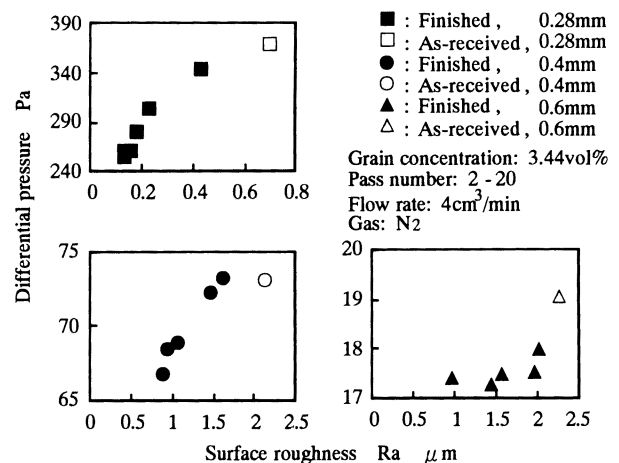 390
340
290
240
0
0.2
0.4
0.6
0.8
■ : Finished, 0.28mm
□ : As-received, 0.28mm
● : Finished, 0.4mm
○ : As-received, 0.4mm
▲ : Finished, 0.6mm
△ : As-received, 0.6mm
Grain concentration: 3.44vol%
Pass number: 2 - 20
Flow rate: 4cm³/min
Gas: N2
Differential pressure Pa
75
70
65
0
0.5
1
1.5
2
2.5
20
19
18
17
0
0.5
1
1.5
2
2.5
Surface roughness Ra μm